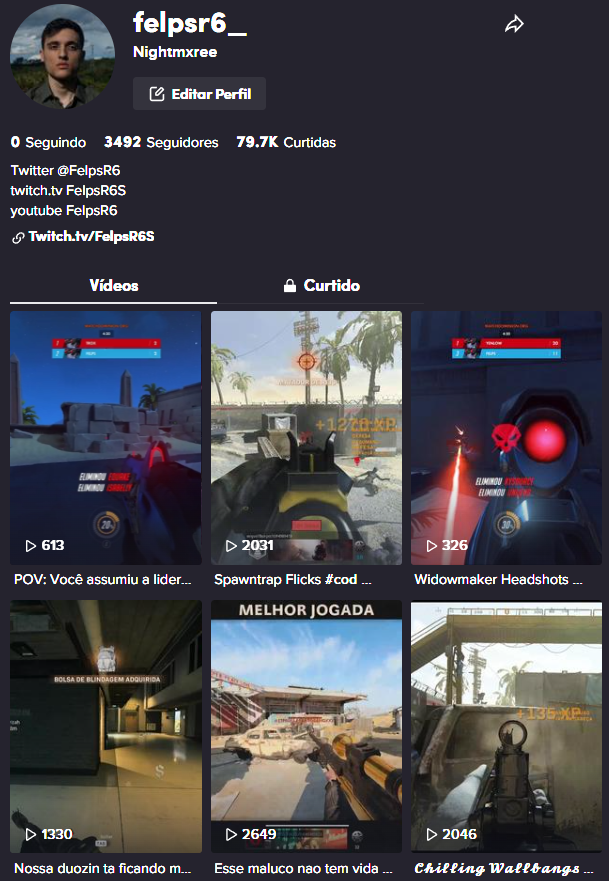 felpsr6_
Nightmxree
Editar Perfil
0 Seguindo 3492 Seguidores 79.7K Curtidas
Twitter @FelpsR6
twitch.tv FelpsR6S
youtube FelpsR6
Twitch.tv/FelpsR6S
Vídeos Curtido
ELIMINOU
ELIMINOU
613
POV: Você assumiu a lider...
2031
Spawntrap Flicks #cod ...
ELIMINOU
ELIMINOU
326
Widowmaker Headshots ...
BOLSA DE BLINDAGEM ADQUIRIDA
1330
Nossa duozin ta ficando m...
MELHOR JOGADA
2649
Esse maluco nao tem vida ...
+135 XP
2046
Chilling Wallbangs ...